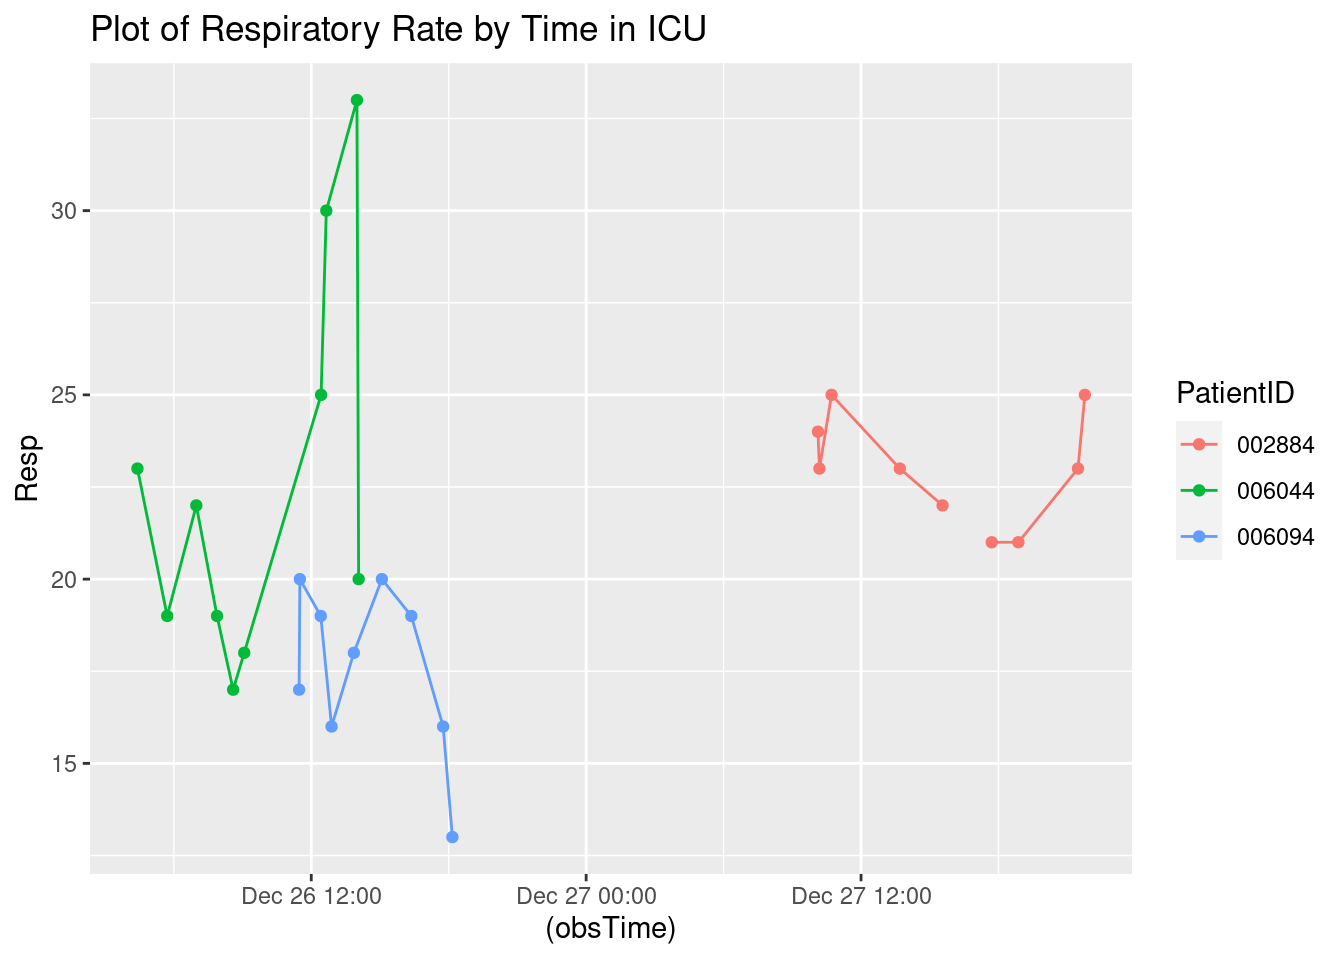 Plot of Respiratory Rate by Time in ICU
Resp
30
25
20
15
Dec 26 12:00
Dec 27 00:00
Dec 27 12:00
(obsTime)
PatientID
002884
006044
006094